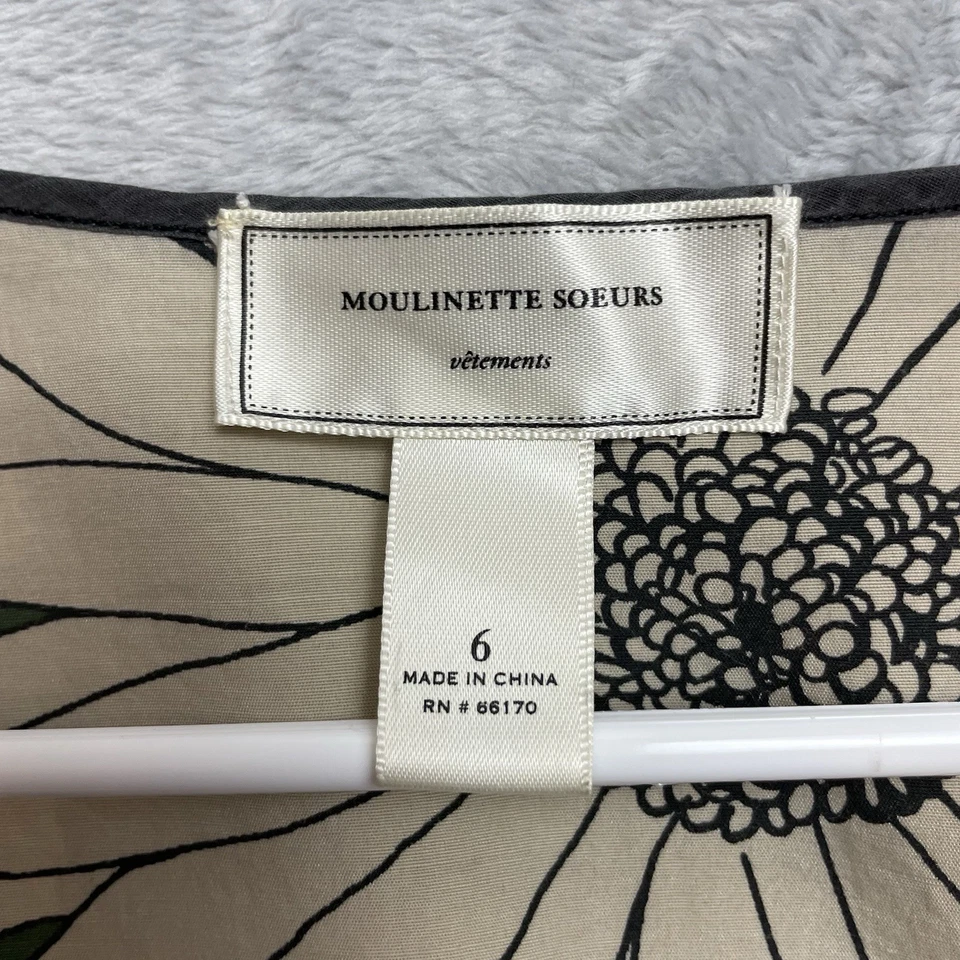 MOULINETTE SOEURS
vêtements
6
MADE IN CHINA
RN # 66170